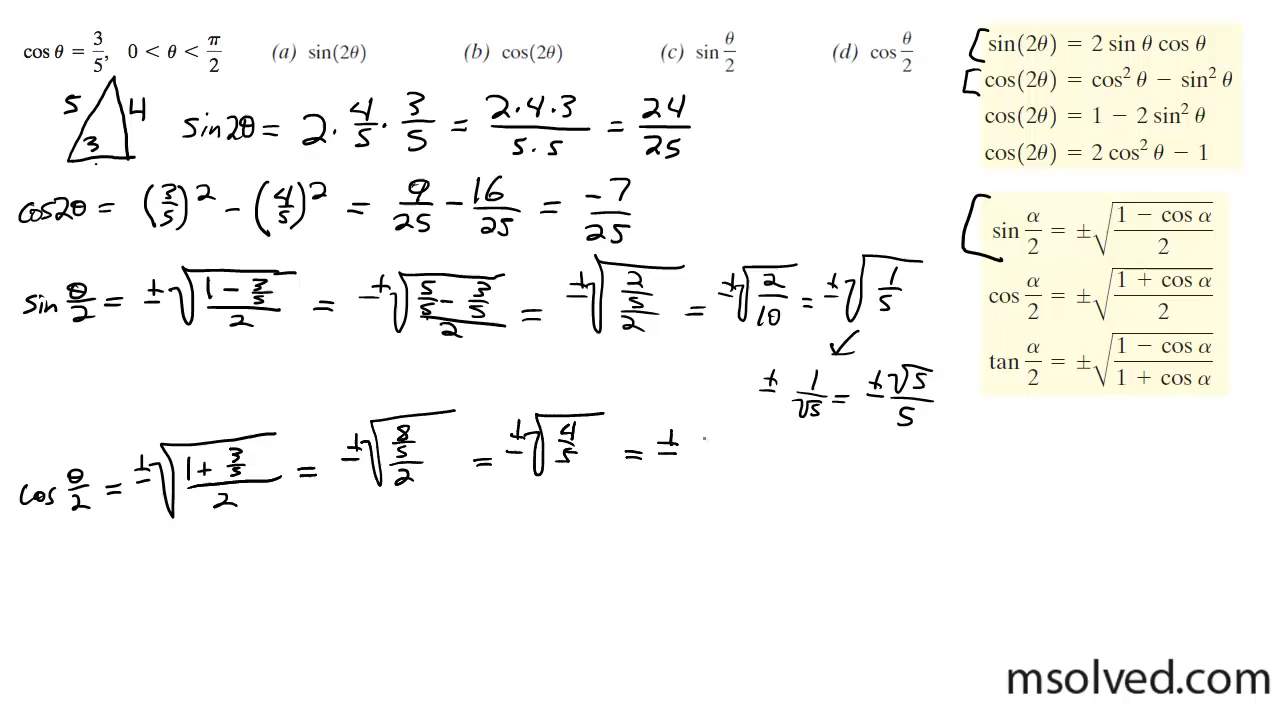 cos θ = 3/5, 0 < θ < π/2 (a) sin(2θ) (b) cos(2θ) (c) sin θ/2 (d) cos θ/2
5 4 3
sin2θ = 2 · 4/5 · 3/5 = 2·4·3/5·5 = 24/25
cos2θ = (3/5)² − (4/5)² = 9/25 − 16/25 = −7/25
sin θ/2 = ±√((1 − 3/5)/2) = ±√((5/5 − 3/5)/2) = ±√((2/5)/2) = ±√(2/10) = ±√(1/5)
✓
± 1/√5 = ±√5/5
cos θ/2 = ±√((1 + 3/5)/2) = ±√((8/5)/2) = ±√(4/5) = ±
sin(2θ) = 2 sin θ cos θ
cos(2θ) = cos² θ − sin² θ
cos(2θ) = 1 − 2 sin² θ
cos(2θ) = 2 cos² θ − 1
sin α/2 = ±√((1 − cos α)/2)
cos α/2 = ±√((1 + cos α)/2)
tan α/2 = ±√((1 − cos α)/(1 + cos α))
msolved.com